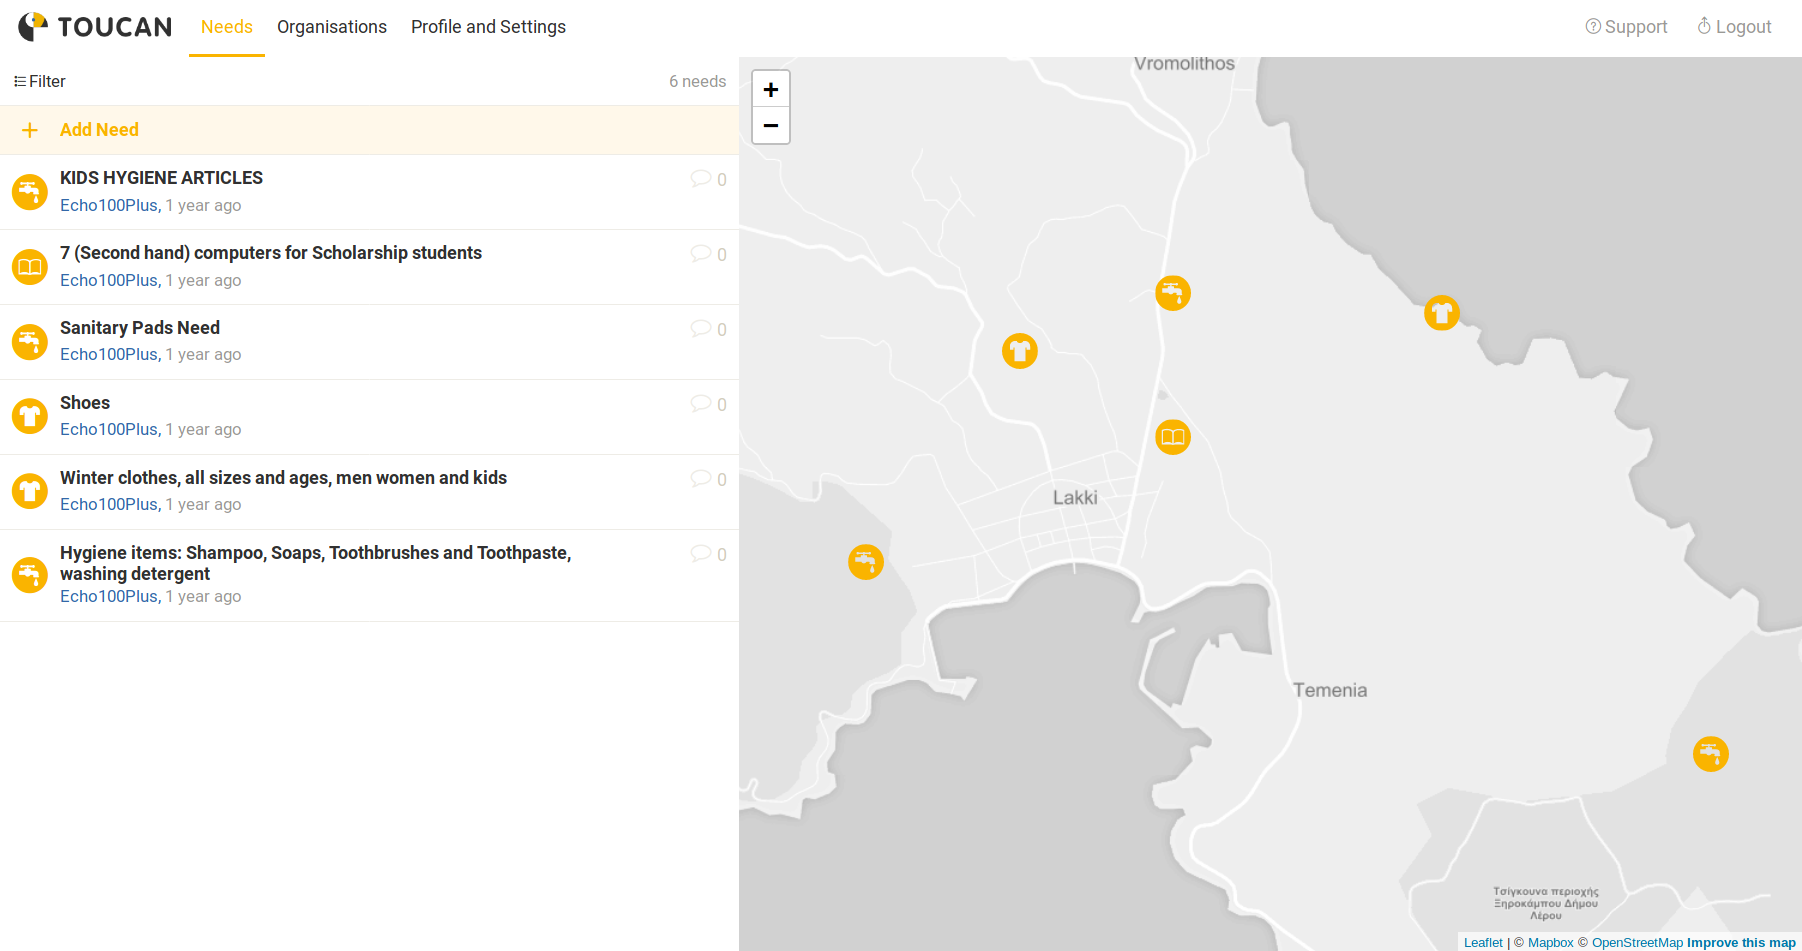 TOUCAN Needs Organisations Profile and Settings Support Logout
Filter 6 needs
+ Add Need
KIDS HYGIENE ARTICLES 0
Echo100Plus, 1 year ago
7 (Second hand) computers for Scholarship students 0
Echo100Plus, 1 year ago
Sanitary Pads Need 0
Echo100Plus, 1 year ago
Shoes 0
Echo100Plus, 1 year ago
Winter clothes, all sizes and ages, men women and kids 0
Echo100Plus, 1 year ago
Hygiene items: Shampoo, Soaps, Toothbrushes and Toothpaste, 0
washing detergent
Echo100Plus, 1 year ago
Vromolithos
+
−
Lakki
Temenia
Τσίγκουνα περιοχής
Ξηροκάμπου Δήμου
Λέρου
Leaflet | © Mapbox © OpenStreetMap Improve this map